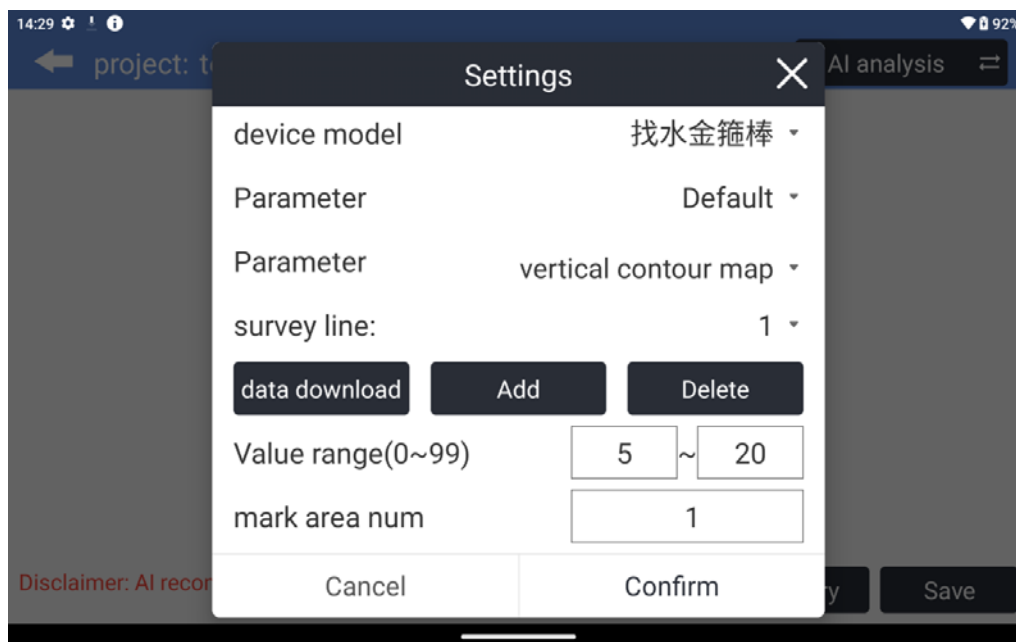 14:29 92%
project: t AI analysis
Settings
device model 找水金箍棒
Parameter Default
Parameter vertical contour map
survey line: 1
data download Add Delete
Value range(0~99) 5 ~ 20
mark area num 1
Disclaimer: AI recor
Cancel Confirm
y Save